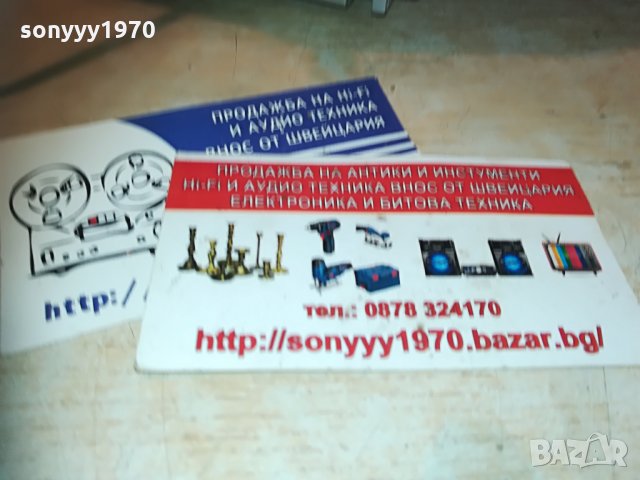 sonyyy1970
ПРОДАЖБА НА HI-FI
И АУДИО ТЕХНИКА
ВНОС ОТ ШВЕЙЦАРИЯ
http:/
ПРОДАЖБА НА АНТИКИ И ИНСТУМЕНТИ
HI-FI И АУДИО ТЕХНИКА ВНОС ОТ ШВЕЙЦАРИЯ
ЕЛЕКТРОНИКА И БИТОВА ТЕХНИКА
тел.: 0878 324170
http://sonyyy1970.bazar.bg/
BAZAR